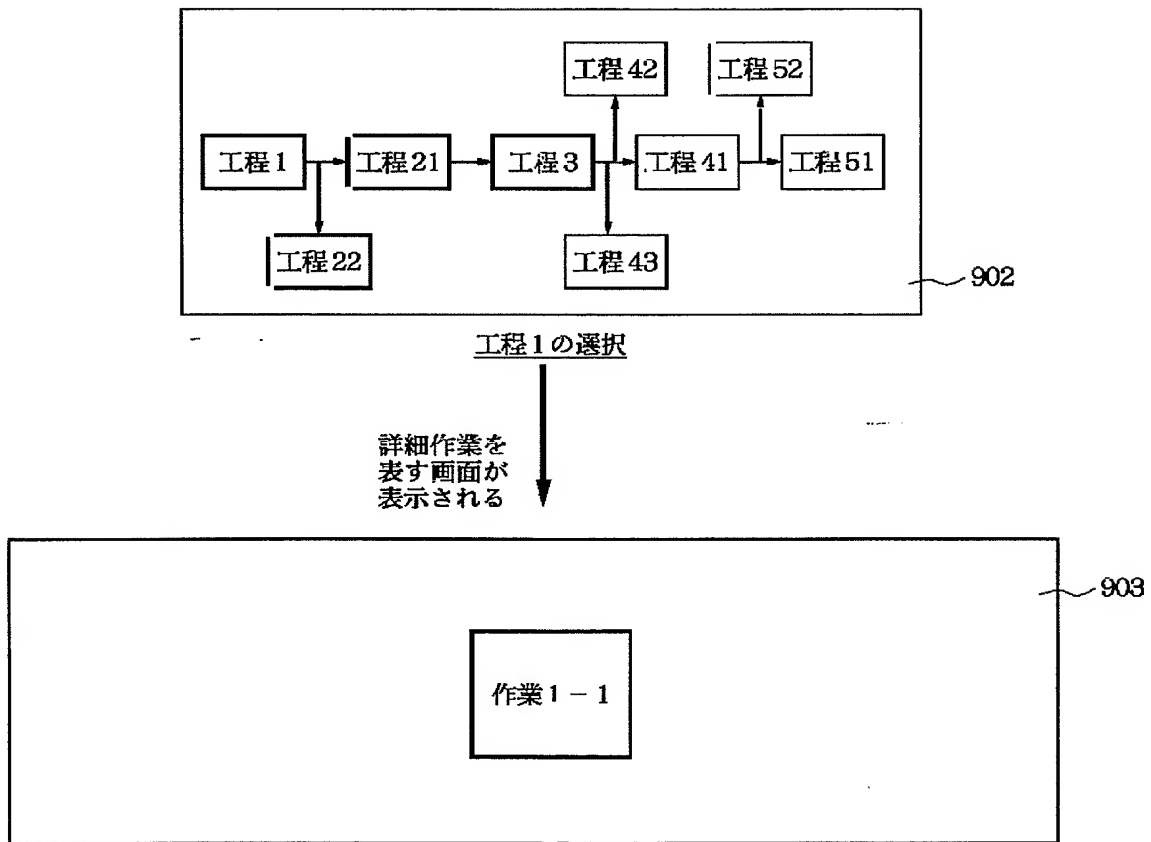 工程42
工程52
工程1
工程21
工程3
工程41
工程51
工程22
工程43
902
工程1の選択
詳細作業を
表す画面が
表示される
903
作業1－1